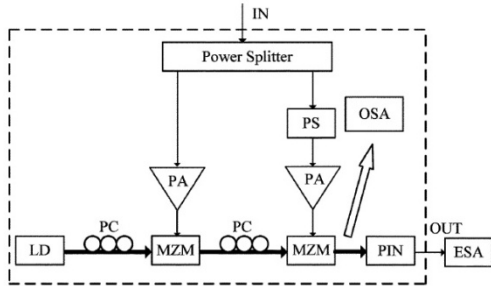 IN
Power Splitter
PS
OSA
PA
PA
PC
PC
OUT
LD
MZM
MZM
PIN
ESA